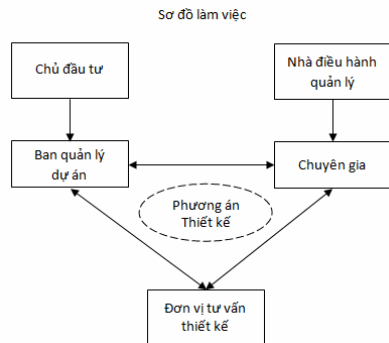 Sơ đồ làm việc
Chủ đầu tư
Nhà điều hành
quản lý
Ban quản lý
dự án
Chuyên gia
Phương án
Thiết kế
Đơn vị tư vấn
thiết kế